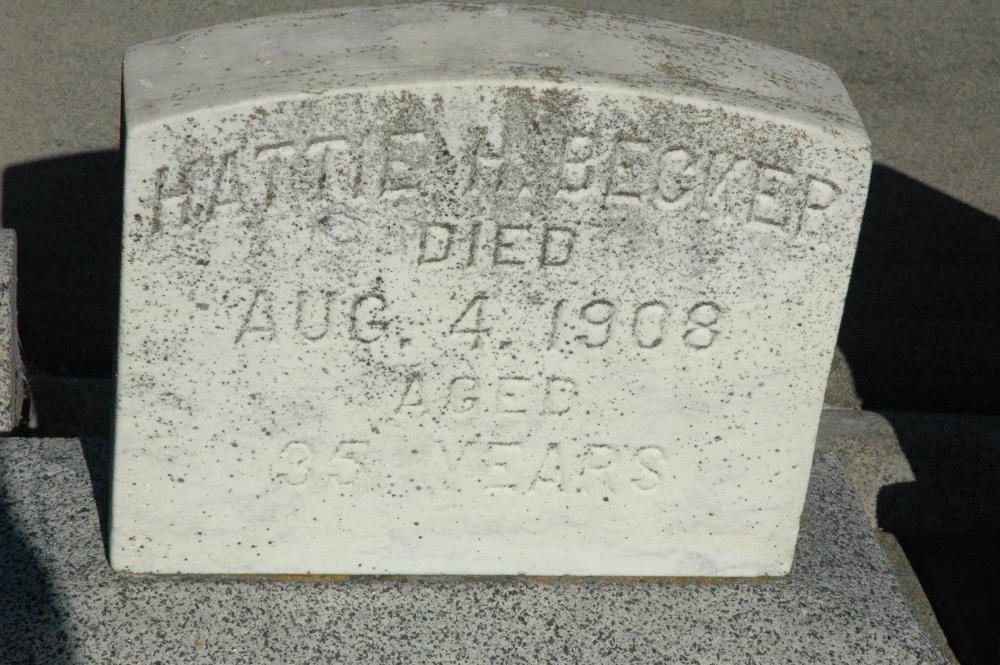 HATTIE H. BECKER.
DIED
AUG. 4. 1908
AGED
35 YEARS